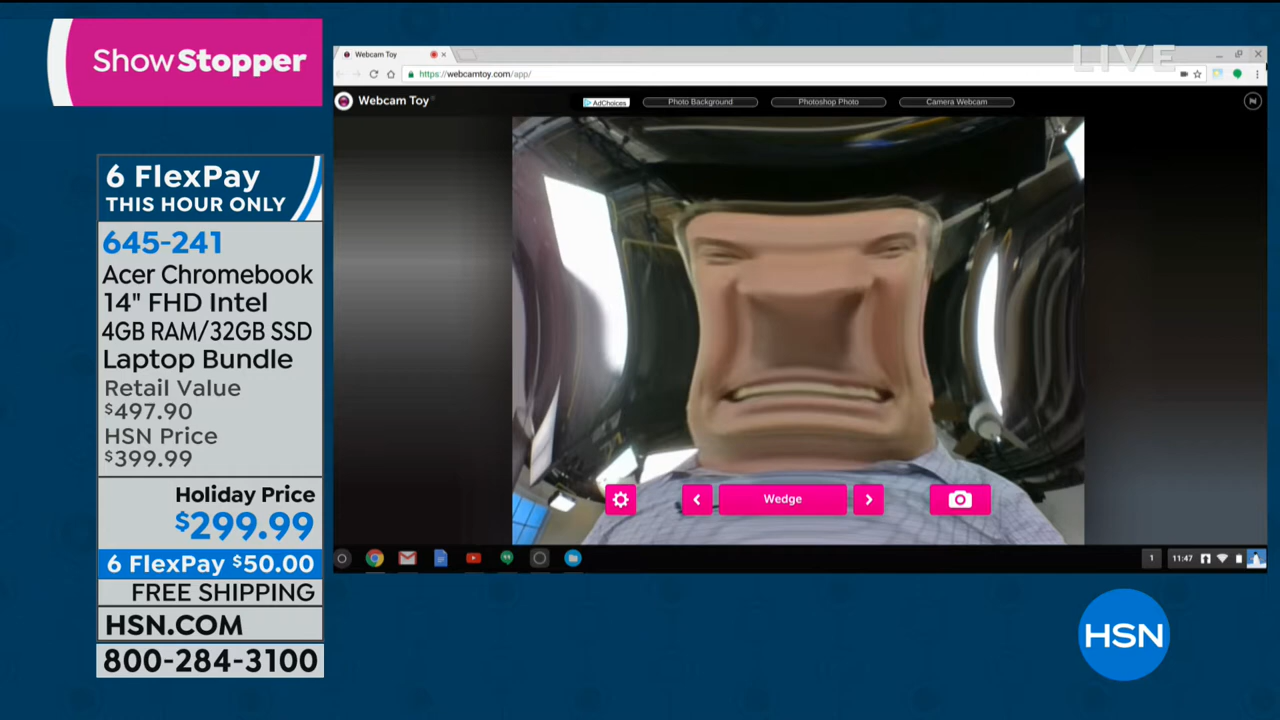 ShowStopper
6 FlexPay
THIS HOUR ONLY
645-241
Acer Chromebook
14" FHD Intel
4GB RAM/32GB SSD
Laptop Bundle
Retail Value
$497.90
HSN Price
$399.99
Holiday Price
$299.99
6 FlexPay $50.00
FREE SHIPPING
HSN.COM
800-284-3100
Webcam Toy
LIVE
https://webcamtoy.com/app/
Webcam Toy
AdChoices
Photo Background
Photoshop Photo
Camera Webcam
Wedge
1
11:47
HSN